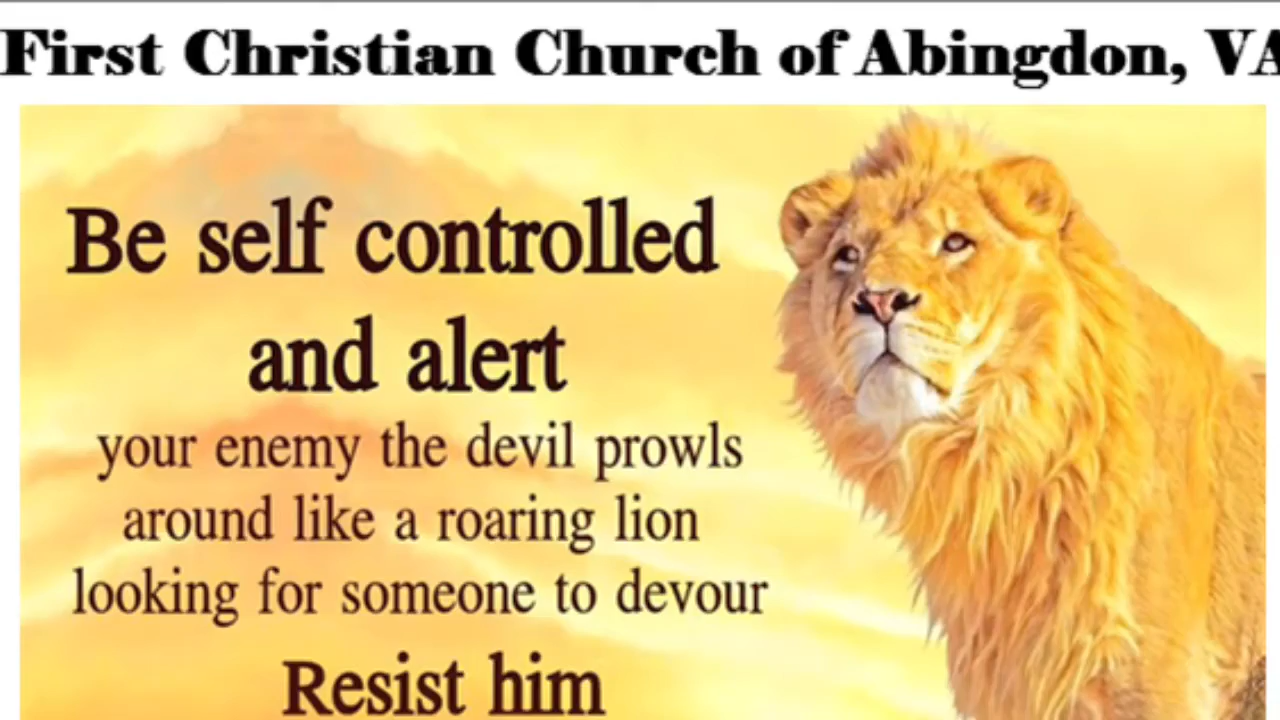 First Christian Church of Abingdon, VA
Be self controlled
and alert
your enemy the devil prowls
around like a roaring lion
looking for someone to devour
Resist him